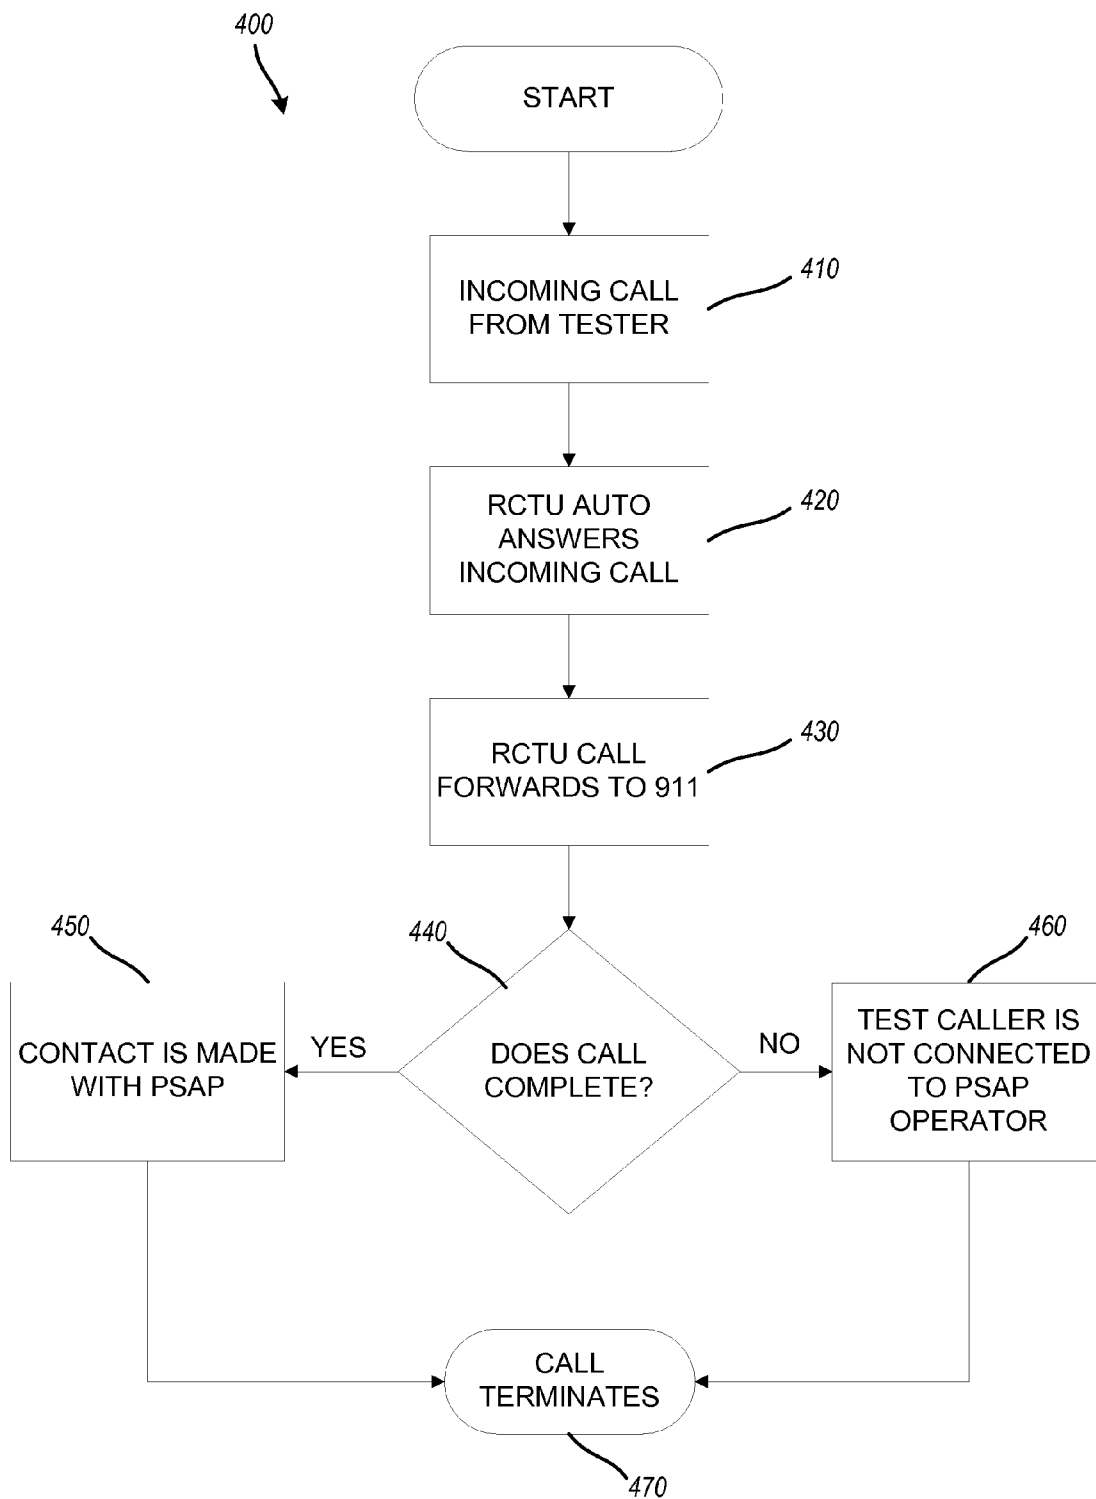 400
START
INCOMING CALL
FROM TESTER
410
RCTU AUTO
ANSWERS
INCOMING CALL
420
RCTU CALL
FORWARDS TO 911
430
450
440
460
CONTACT IS MADE
WITH PSAP
YES
DOES CALL
COMPLETE?
NO
TEST CALLER IS
NOT CONNECTED
TO PSAP
OPERATOR
CALL
TERMINATES
470